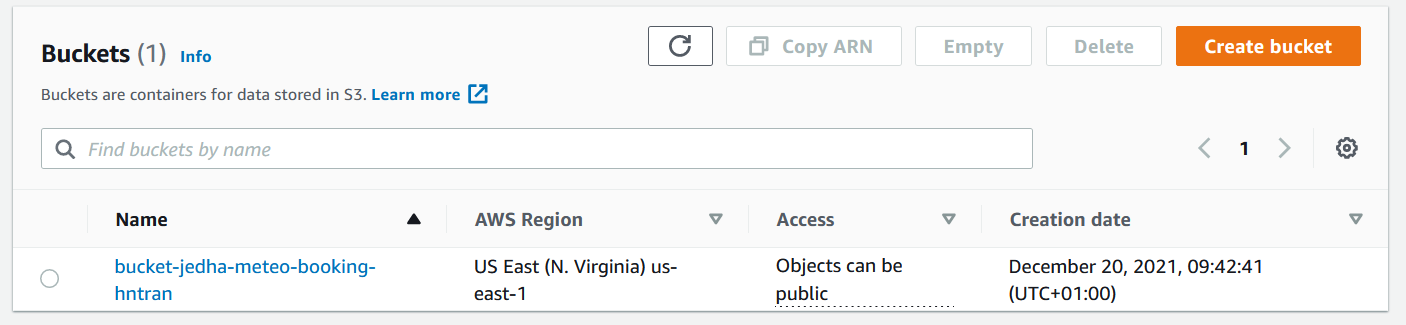 Buckets (1) Info
Copy ARN
Empty
Delete
Create bucket
Buckets are containers for data stored in S3. Learn more
Find buckets by name
1
Name
AWS Region
Access
Creation date
bucket-jedha-meteo-booking-
hntran
US East (N. Virginia) us-
east-1
Objects can be
public
December 20, 2021, 09:42:41
(UTC+01:00)